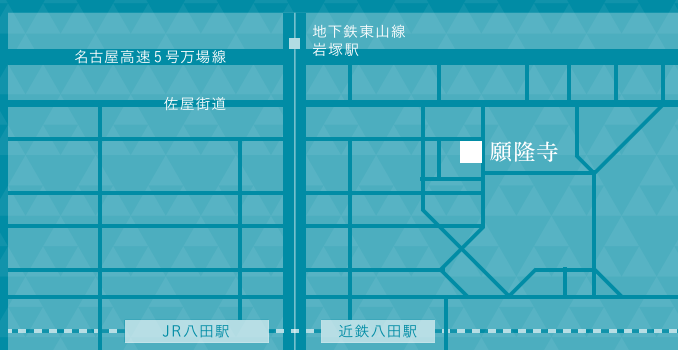 地下鉄東山線
岩塚駅
名古屋高速5号万場線
佐屋街道
願隆寺
JR八田駅
近鉄八田駅